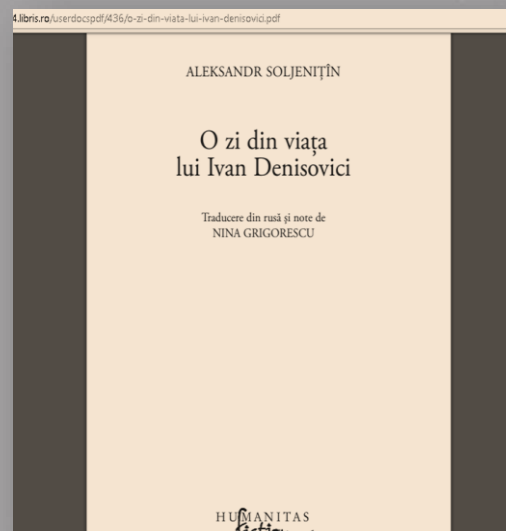 4.libris.ro/userdocspdf/436/o-zi-din-viata-lui-ivan-denisovici.pdf
ALEKSANDR SOLJENIȚÎN
O zi din viața
lui Ivan Denisovici
Traducere din rusă și note de
NINA GRIGORESCU
HUMANITAS
fiction